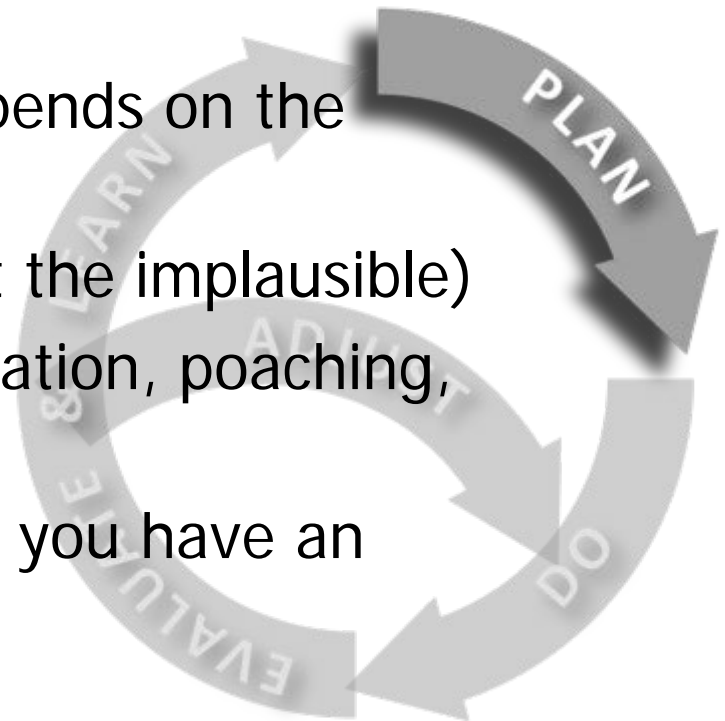 pends on the
PLAN
LEARN
the implausible)
ADJUST
ation, poaching,
&
you have an
DO
EVALUATE